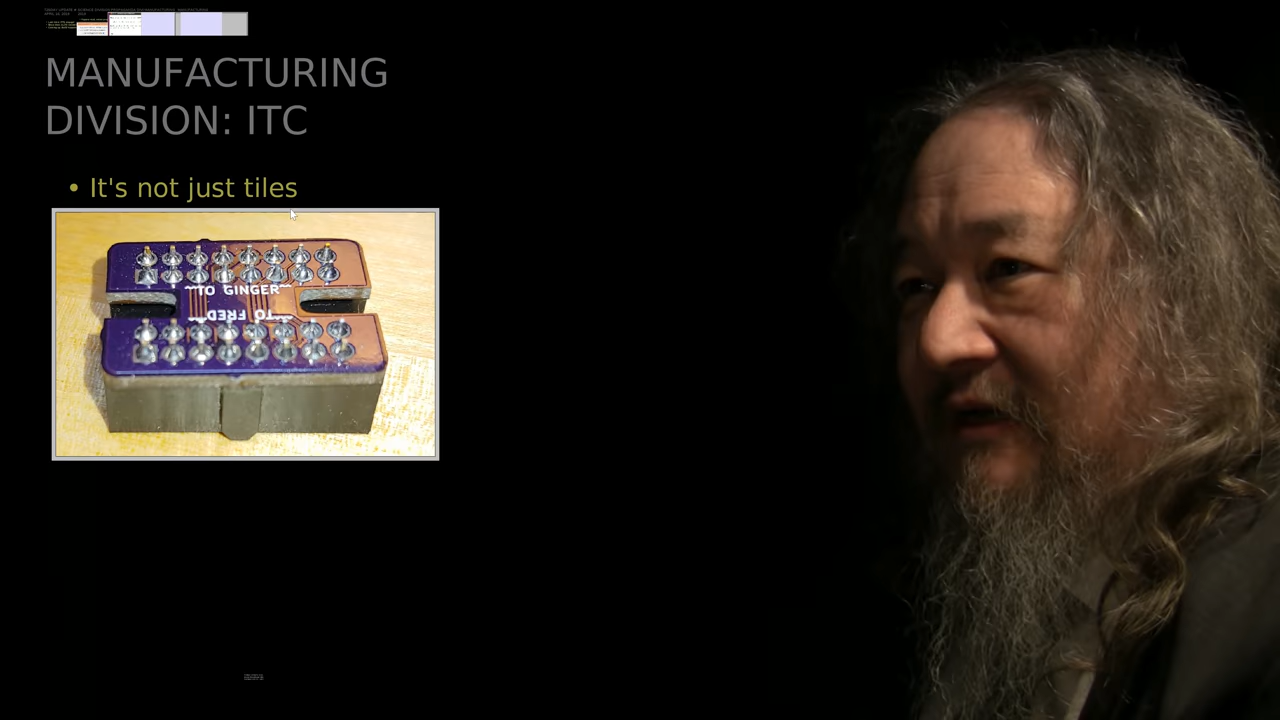 MANUFACTURING
DIVISION: ITC
• It's not just tiles
~~TO GINGER~~
~~TO FRED~~